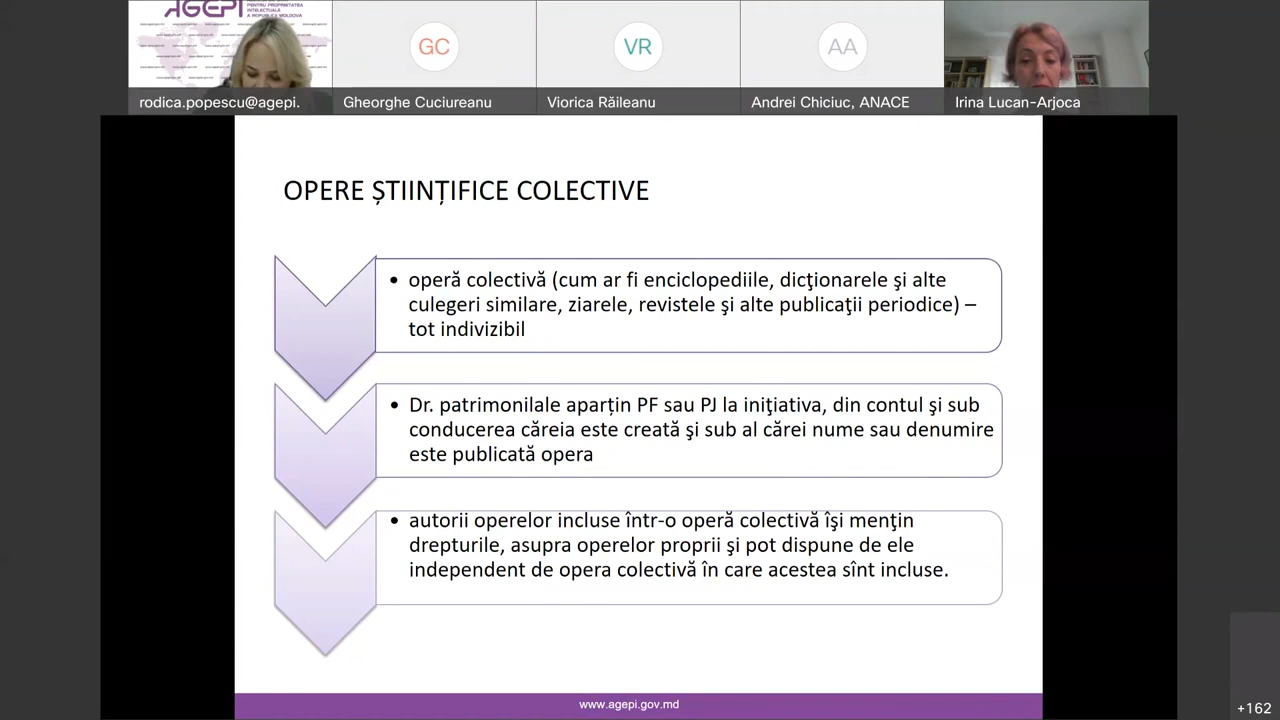 AGEPI
PENTRU PROPRIETATEA
INTELECTUALĂ
A REPUBLICII MOLDOVA
GC
VR
AA
rodica.popescu@agepi.
Gheorghe Cuciureanu
Viorica Răileanu
Andrei Chiciuc, ANACE
Irina Lucan-Arjoca
OPERE ȘTIINȚIFICE COLECTIVE
• operă colectivă (cum ar fi enciclopediile, dicţionarele şi alte
culegeri similare, ziarele, revistele şi alte publicaţii periodice) –
tot indivizibil
• Dr. patrimonilale aparțin PF sau PJ la iniţiativa, din contul şi sub
conducerea căreia este creată şi sub al cărei nume sau denumire
este publicată opera
• autorii operelor incluse într-o operă colectivă îşi menţin
drepturile, asupra operelor proprii şi pot dispune de ele
independent de opera colectivă în care acestea sînt incluse.
www.agepi.gov.md
+162